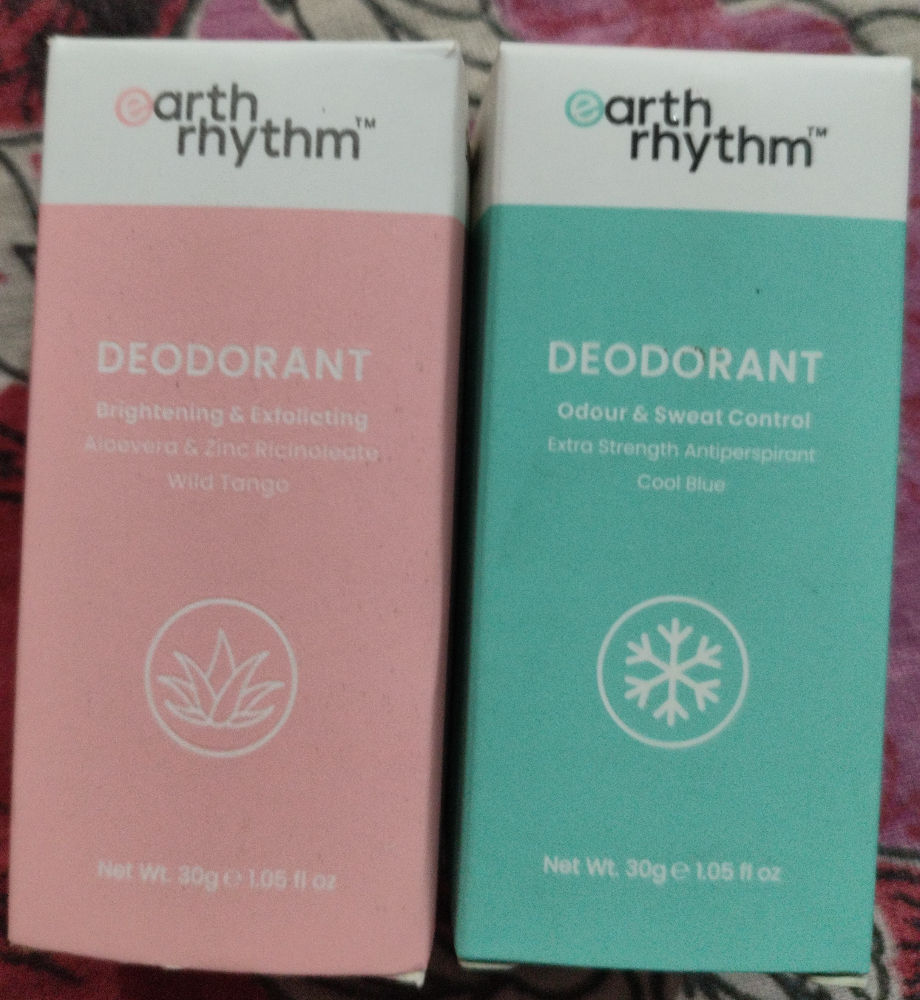 earth
rhythm™
DEODORANT
Brightening & Exfoliating
Aloevera & Zinc Ricinoleate
Wild Tango
Net Wt. 30g ℮ 1.05 fl oz
earth
rhythm™
DEODORANT
Odour & Sweat Control
Extra Strength Antiperspirant
Cool Blue
Net Wt. 30g ℮ 1.05 fl oz